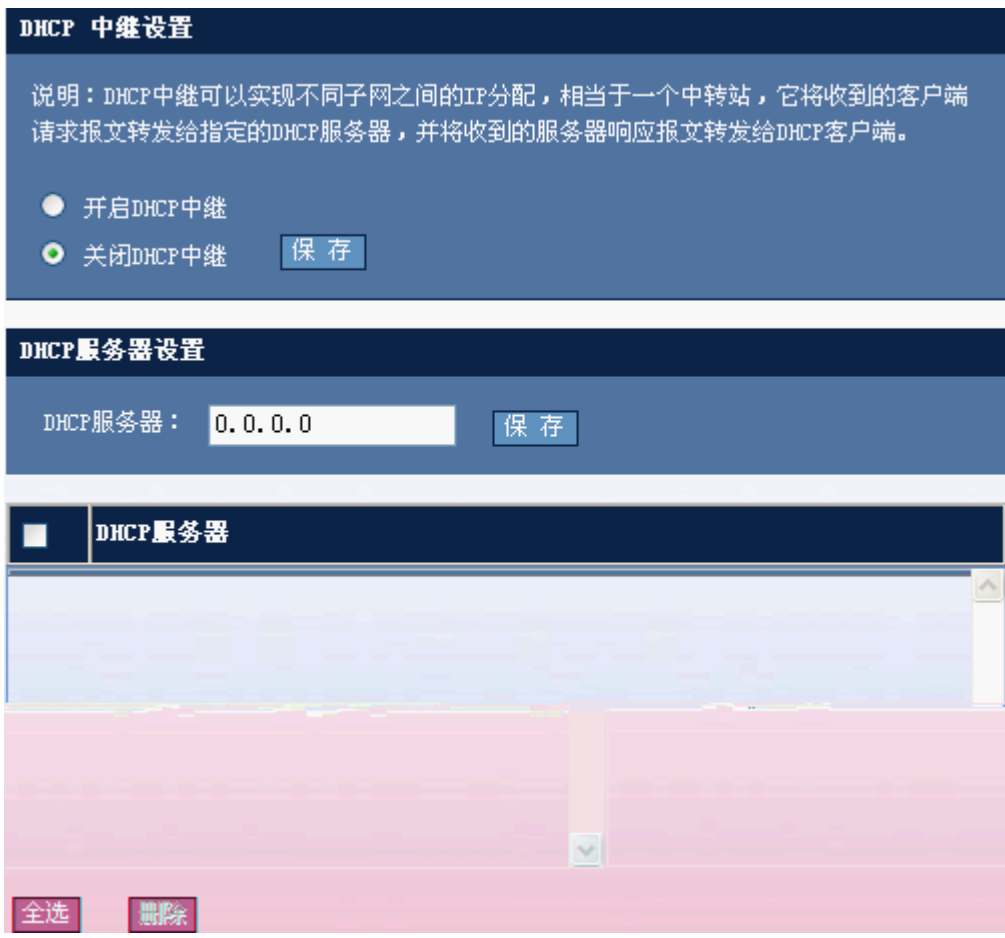 DHCP 中继设置
说明：DHCP中继可以实现不同子网之间的IP分配，相当于一个中转站，它将收到的客户端
请求报文转发给指定的DHCP服务器，并将收到的服务器响应报文转发给DHCP客户端。
开启DHCP中继
关闭DHCP中继 保 存
DHCP服务器设置
DHCP服务器： 0.0.0.0 保 存
DHCP服务器
全选 删除